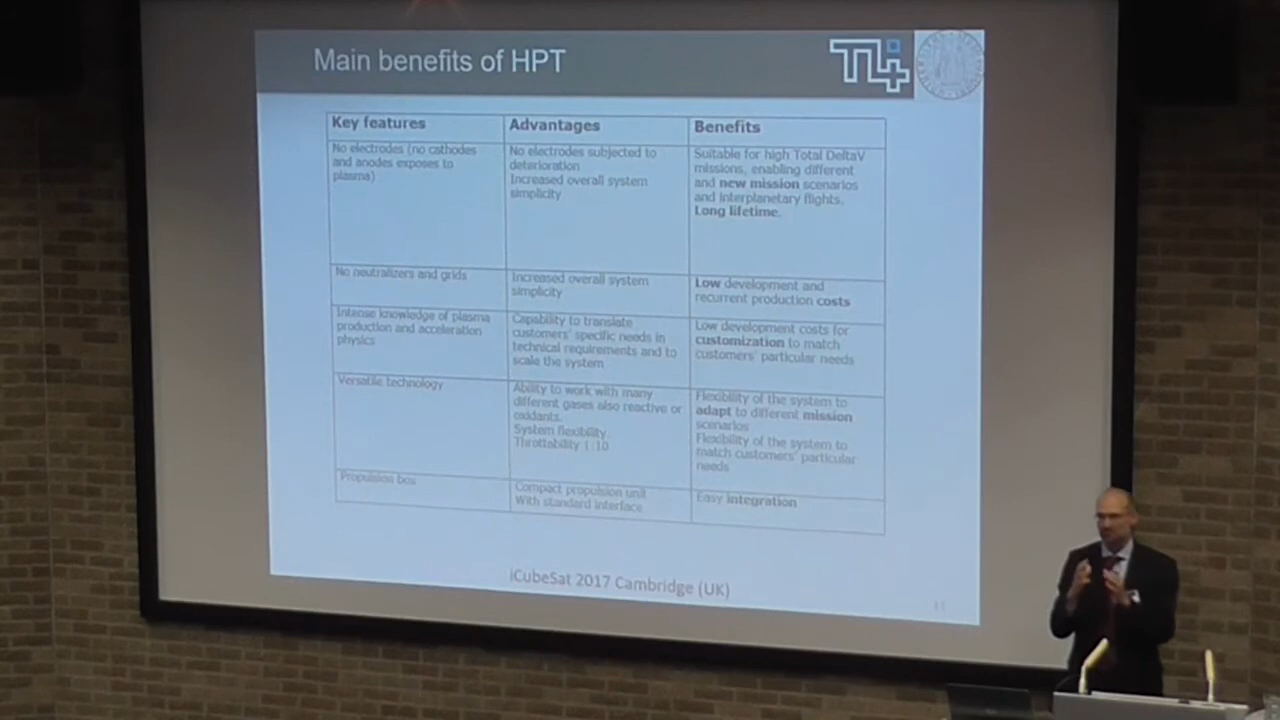 Main benefits of HPT
T4i
Key features
Advantages
Benefits
No electrodes (no cathodes
and anodes exposes to
plasma)
No electrodes subjected to
deterioration
Increased overall system
simplicity
Suitable for high Total DeltaV
missions, enabling different
and new mission scenarios
and interplanetary flights.
Long lifetime.
No neutralizers and grids
Increased overall system
simplicity
Low development and
recurrent production costs
Intense knowledge of plasma
production and acceleration
physics
Capability to translate
customers' specific needs in
technical requirements and to
scale the system
Low development costs for
customization to match
customers' particular needs
Versatile technology
Ability to work with many
different gases also reactive or
oxidants.
System flexibility.
Throttability 1:10
Flexibility of the system to
adapt to different mission
scenarios
Flexibility of the system to
match customers' particular
needs
Propulsion box
Compact propulsion unit
With standard interface
Easy integration
iCubeSat 2017 Cambridge (UK)